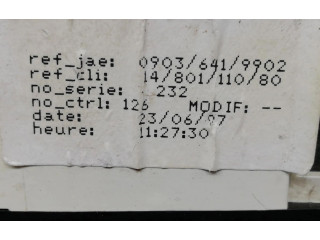 ref_jae: 0903/641/9902
ref_cli: 14/801/110/80
no_serie: 232
no_ctrl: 126 MODIF: --
date: 23/06/97
heure: 11:27:30